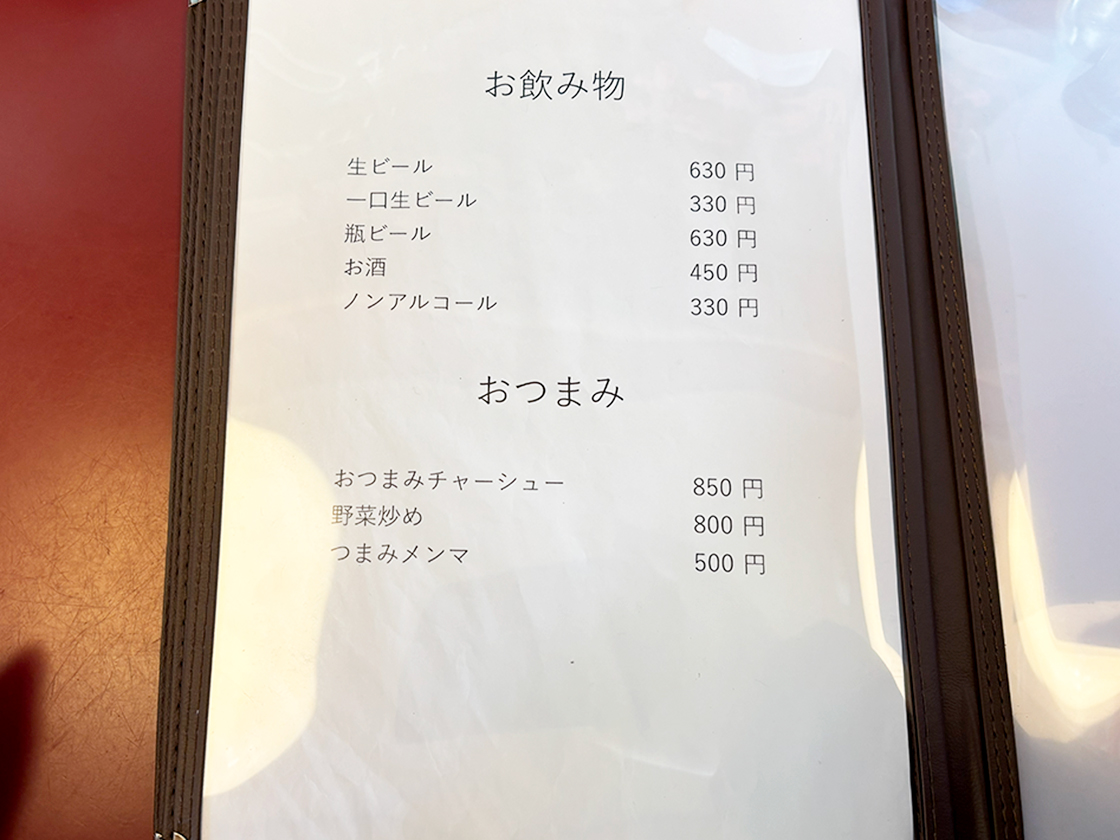 お飲み物
生ビール 630 円
一口生ビール 330 円
瓶ビール 630 円
お酒 450 円
ノンアルコール 330 円
おつまみ
おつまみチャーシュー 850 円
野菜炒め 800 円
つまみメンマ 500 円